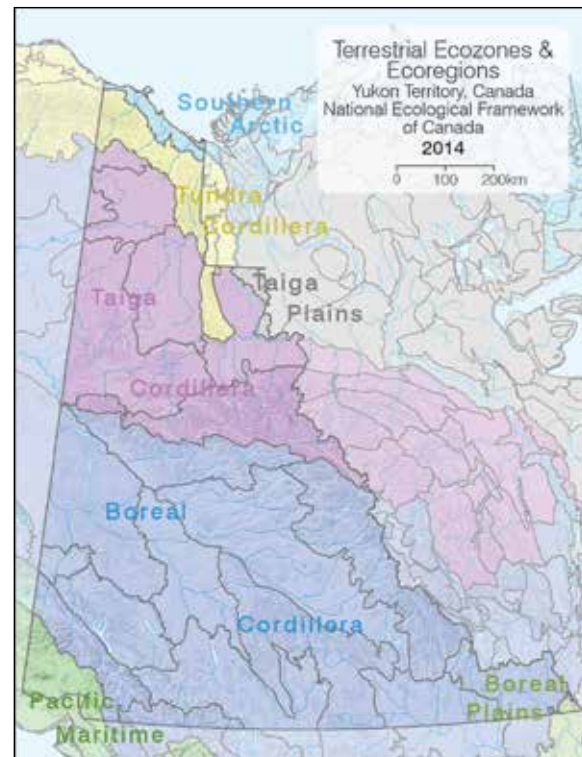 Terrestrial Ecozones &
Ecoregions
Yukon Territory, Canada
National Ecological Framework
of Canada
2014
0 100 200km
Southern
Arctic
Tundra
Cordillera
Taiga
Plains
Taiga
Cordillera
Boreal
Cordillera
Boreal
Plains
Pacific
Maritime